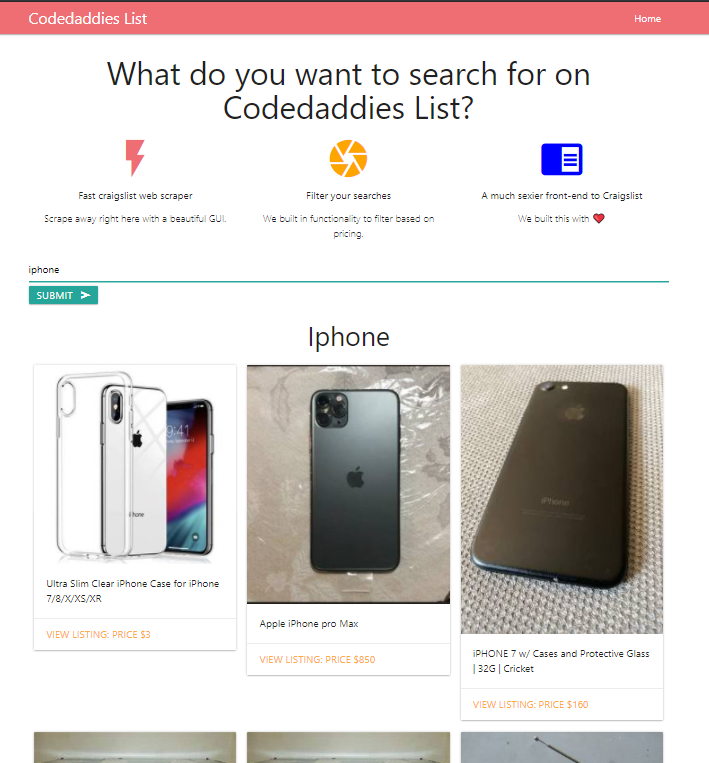 Codedaddies List
Home
What do you want to search for on
Codedaddies List?
Fast craigslist web scraper
Scrape away right here with a beautiful GUI.
Filter your searches
We built in functionality to filter based on
pricing.
A much sexier front-end to Craigslist
We built this with ❤️
iphone
SUBMIT
Iphone
9:41
iPhone
Ultra Slim Clear iPhone Case for iPhone
7/8/X/XS/XR
VIEW LISTING: PRICE $3
Apple iPhone pro Max
VIEW LISTING: PRICE $850
iPhone
iPHONE 7 w/ Cases and Protective Glass
| 32G | Cricket
VIEW LISTING: PRICE $160